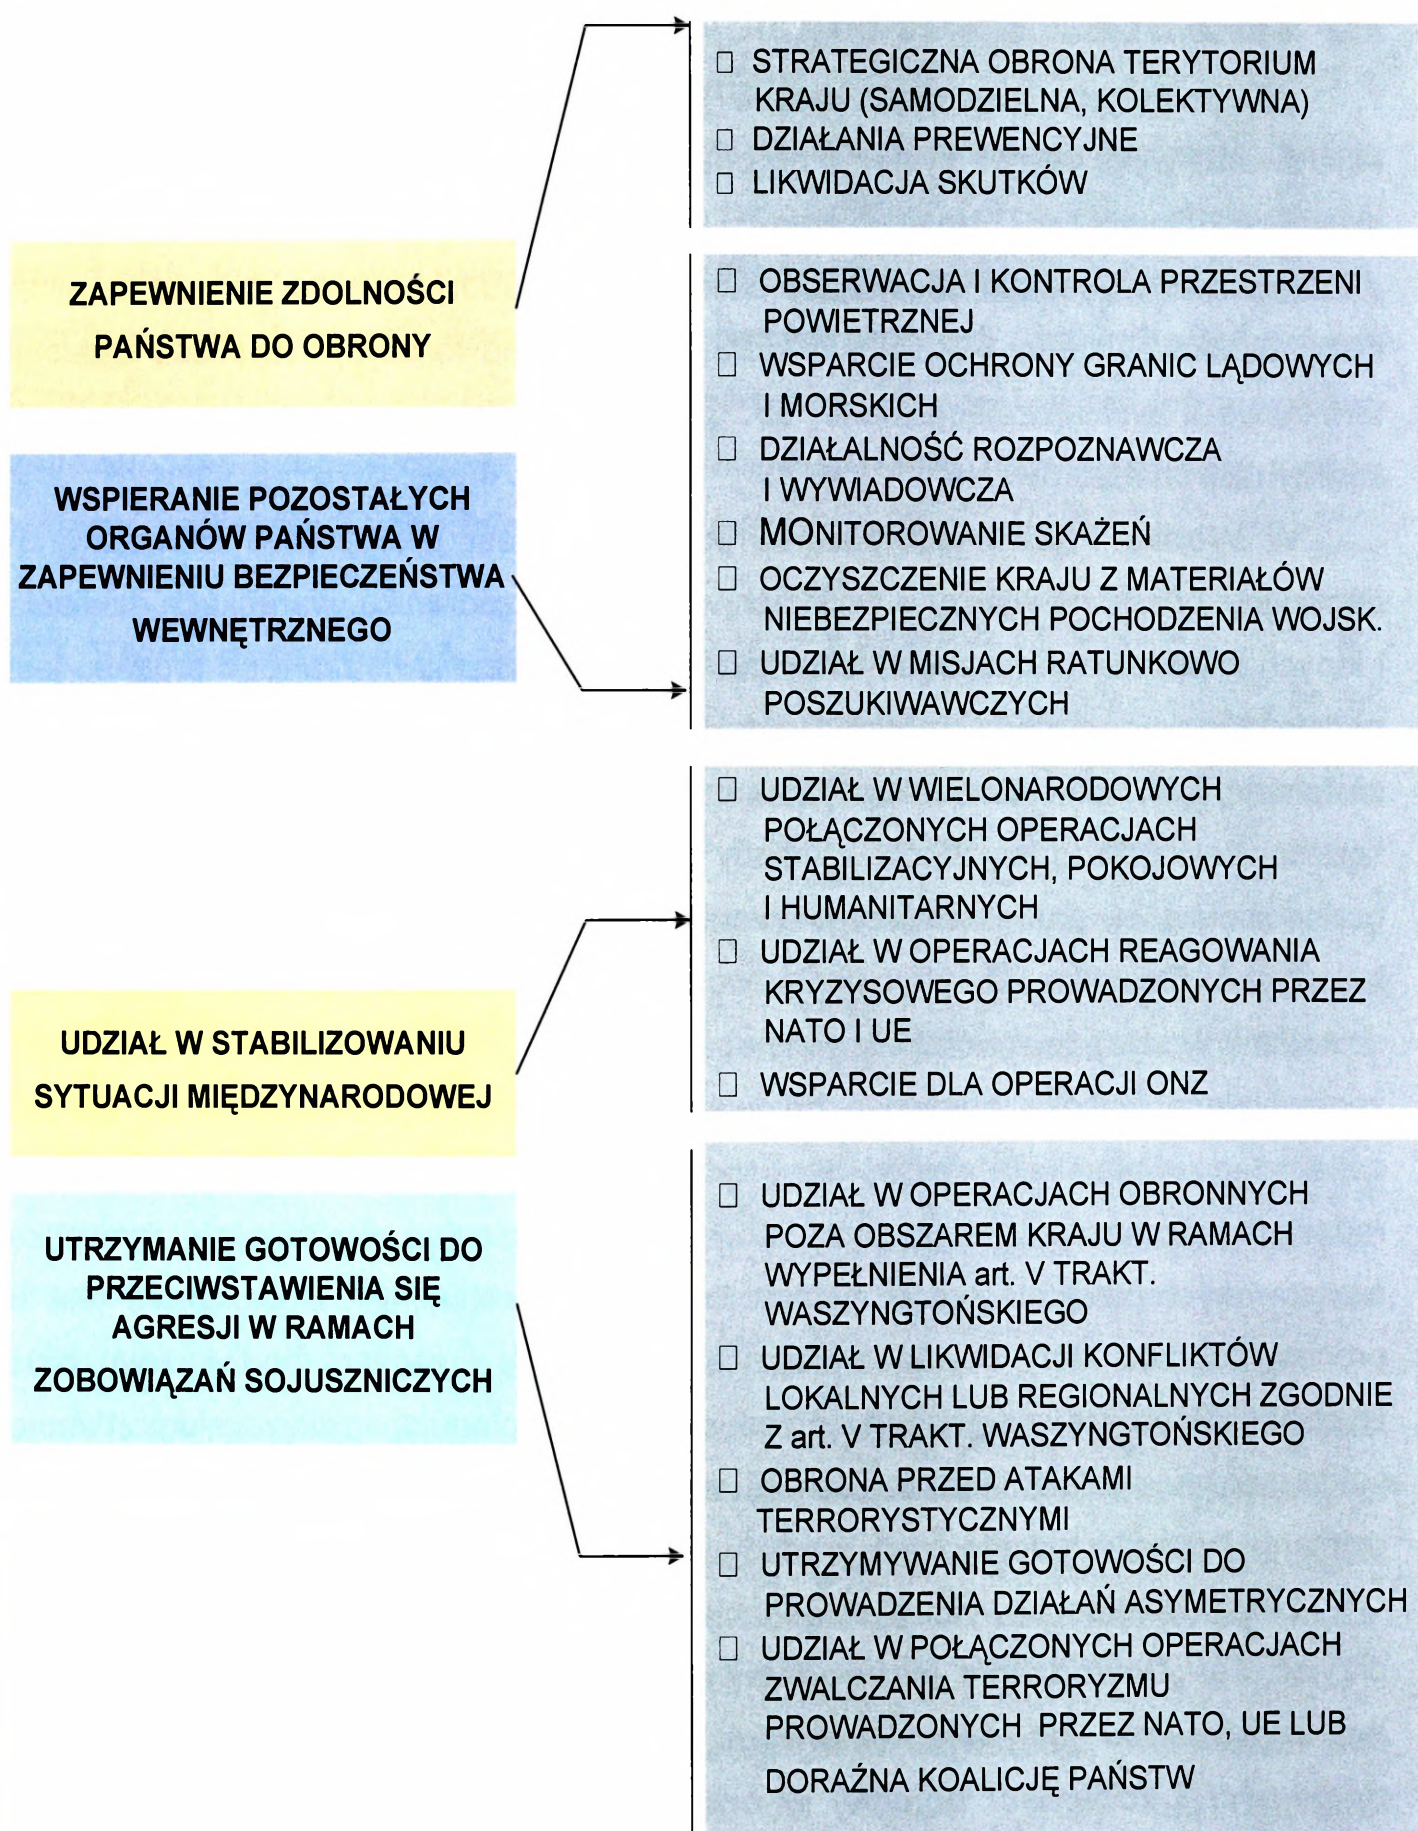 ZAPEWNIENIE ZDOLNOŚCI
PAŃSTWA DO OBRONY
☐ STRATEGICZNA OBRONA TERYTORIUM
KRAJU (SAMODZIELNA, KOLEKTYWNA)
☐ DZIAŁANIA PREWENCYJNE
☐ LIKWIDACJA SKUTKÓW
WSPIERANIE POZOSTAŁYCH
ORGANÓW PAŃSTWA W
ZAPEWNIENIU BEZPIECZEŃSTWA
WEWNĘTRZNEGO
☐ OBSERWACJA I KONTROLA PRZESTRZENI
POWIETRZNEJ
☐ WSPARCIE OCHRONY GRANIC LĄDOWYCH
I MORSKICH
☐ DZIAŁALNOŚĆ ROZPOZNAWCZA
I WYWIADOWCZA
☐ MONITOROWANIE SKAŻEŃ
☐ OCZYSZCZENIE KRAJU Z MATERIAŁÓW
NIEBEZPIECZNYCH POCHODZENIA WOJSK.
☐ UDZIAŁ W MISJACH RATUNKOWO
POSZUKIWAWCZYCH
UDZIAŁ W STABILIZOWANIU
SYTUACJI MIĘDZYNARODOWEJ
☐ UDZIAŁ W WIELONARODOWYCH
POŁĄCZONYCH OPERACJACH
STABILIZACYJNYCH, POKOJOWYCH
I HUMANITARNYCH
☐ UDZIAŁ W OPERACJACH REAGOWANIA
KRYZYSOWEGO PROWADZONYCH PRZEZ
NATO I UE
☐ WSPARCIE DLA OPERACJI ONZ
UTRZYMANIE GOTOWOŚCI DO
PRZECIWSTAWIENIA SIĘ
AGRESJI W RAMACH
ZOBOWIĄZAŃ SOJUSZNICZYCH
☐ UDZIAŁ W OPERACJACH OBRONNYCH
POZA OBSZAREM KRAJU W RAMACH
WYPEŁNIENIA art. V TRAKT.
WASZYNGTOŃSKIEGO
☐ UDZIAŁ W LIKWIDACJI KONFLIKTÓW
LOKALNYCH LUB REGIONALNYCH ZGODNIE
Z art. V TRAKT. WASZYNGTOŃSKIEGO
☐ OBRONA PRZED ATAKAMI
TERRORYSTYCZNYMI
☐ UTRZYMYWANIE GOTOWOŚCI DO
PROWADZENIA DZIAŁAŃ ASYMETRYCZNYCH
☐ UDZIAŁ W POŁĄCZONYCH OPERACJACH
ZWALCZANIA TERRORYZMU
PROWADZONYCH PRZEZ NATO, UE LUB
DORAŹNA KOALICJĘ PAŃSTW